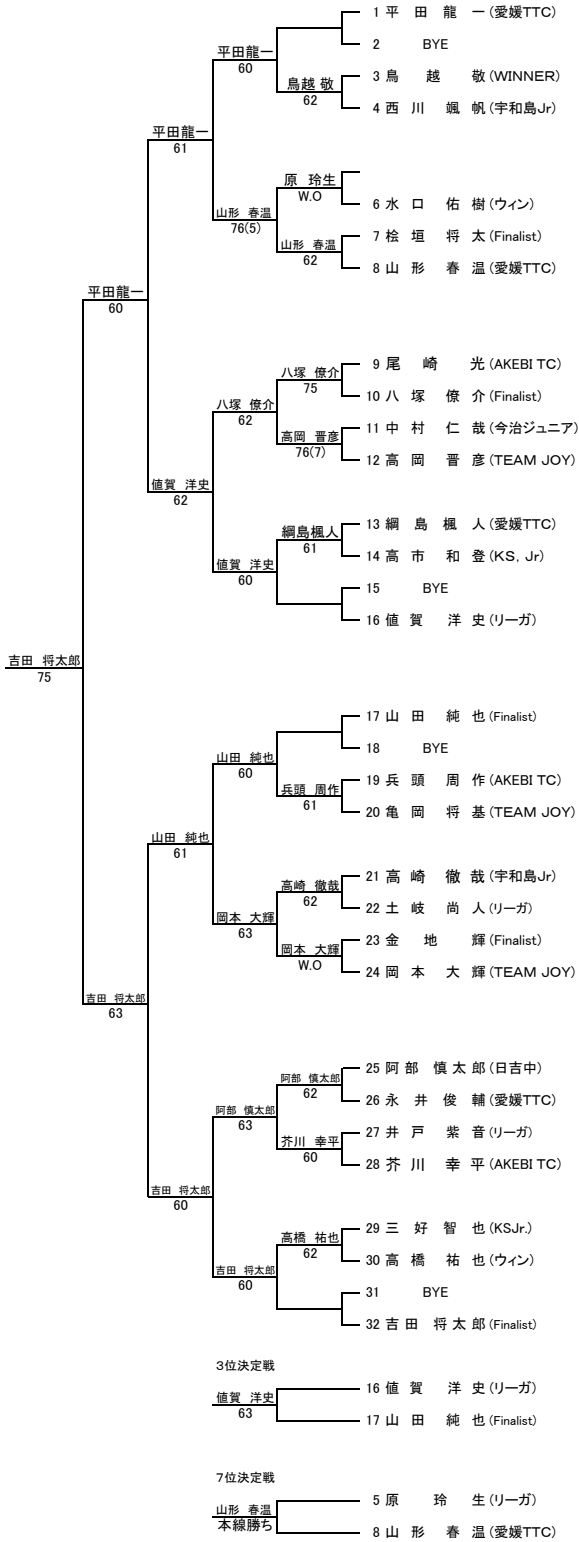 1 平 田 龍 一 (愛媛TTC)
平田龍一
2 BYE
60
3 鳥 越 敬 (WINNER)
鳥越 敬
62
4 西 川 颯 帆 (宇和島Jr)
平田龍一
61
原 玲生
W.O
6 水 口 佑 樹 (ウィン)
山形 春温
76(5)
7 桧 垣 将 太 (Finalist)
山形 春温
62
8 山 形 春 温 (愛媛TTC)
平田龍一
60
9 尾 崎 光 (AKEBI TC)
八塚 僚介
75
10 八 塚 僚 介 (Finalist)
八塚 僚介
62
11 中 村 仁 哉 (今治ジュニア)
高岡 晋彦
76(7)
12 高 岡 晋 彦 (TEAM JOY)
値賀 洋史
62
13 綱 島 楓 人 (愛媛TTC)
綱島楓人
61
14 高 市 和 登 (KS, Jr)
値賀 洋史
60
15 BYE
16 値 賀 洋 史 (リーガ)
吉田 将太郎
75
17 山 田 純 也 (Finalist)
18 BYE
山田 純也
60
19 兵 頭 周 作 (AKEBI TC)
兵頭 周作
61
20 亀 岡 将 基 (TEAM JOY)
山田 純也
61
21 高 崎 徹 哉 (宇和島Jr)
高崎 徹哉
62
22 土 岐 尚 人 (リーガ)
岡本 大輝
63
23 金 地 輝 (Finalist)
岡本 大輝
W.O
24 岡 本 大 輝 (TEAM JOY)
吉田 将太郎
63
25 阿 部 慎 太 郎 (日吉中)
阿部 慎太郎
62
26 永 井 俊 輔 (愛媛TTC)
阿部 慎太郎
63
27 井 戸 紫 音 (リーガ)
芥川 幸平
60
28 芥 川 幸 平 (AKEBI TC)
吉田 将太郎
60
29 三 好 智 也 (KSJr.)
高橋 祐也
62
30 高 橋 祐 也 (ウィン)
吉田 将太郎
60
31 BYE
32 吉 田 将 太 郎 (Finalist)
3位決定戦
16 値 賀 洋 史 (リーガ)
値賀 洋史
63
17 山 田 純 也 (Finalist)
7位決定戦
5 原 玲 生 (リーガ)
山形 春温
本線勝ち
8 山 形 春 温 (愛媛TTC)